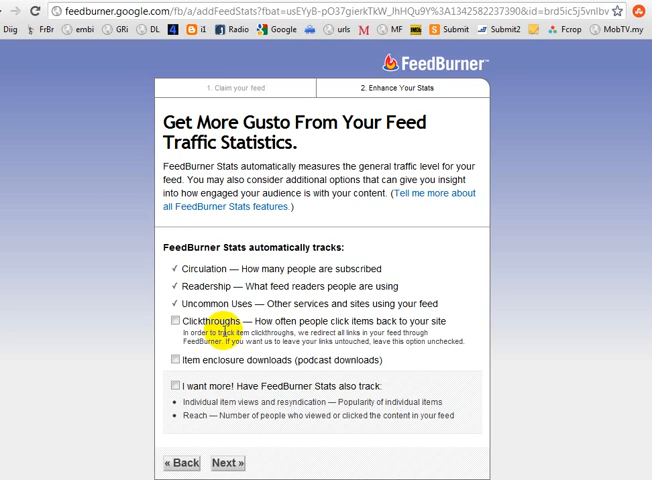 feedburner.google.com/fb/a/addFeedStats?fbat=usEYyB-pO37gierkTkW_JhHQu9Y%3A1342582237390&id=brd5ic5j5vnlbv
Diig FrB embi GRi DL i1 Radio Google urls M MF IMG Submit Submit2 Fcrop MobTV.my
FeedBurner™
1. Claim your feed 2. Enhance Your Stats
Get More Gusto From Your Feed
Traffic Statistics.
FeedBurner Stats automatically measures the general traffic level for your
feed. You may also consider additional options that can give you insight
into how engaged your audience is with your content. (Tell me more about
all FeedBurner Stats features.)
FeedBurner Stats automatically tracks:
Circulation — How many people are subscribed
Readership — What feed readers people are using
Uncommon Uses — Other services and sites using your feed
Clickthroughs — How often people click items back to your site
In order to track item clickthroughs, we redirect all links in your feed through
FeedBurner. If you want us to leave your links untouched, leave this option unchecked.
Item enclosure downloads (podcast downloads)
I want more! Have FeedBurner Stats also track:
Individual item views and resyndication — Popularity of individual items
Reach — Number of people who viewed or clicked the content in your feed
« Back Next »